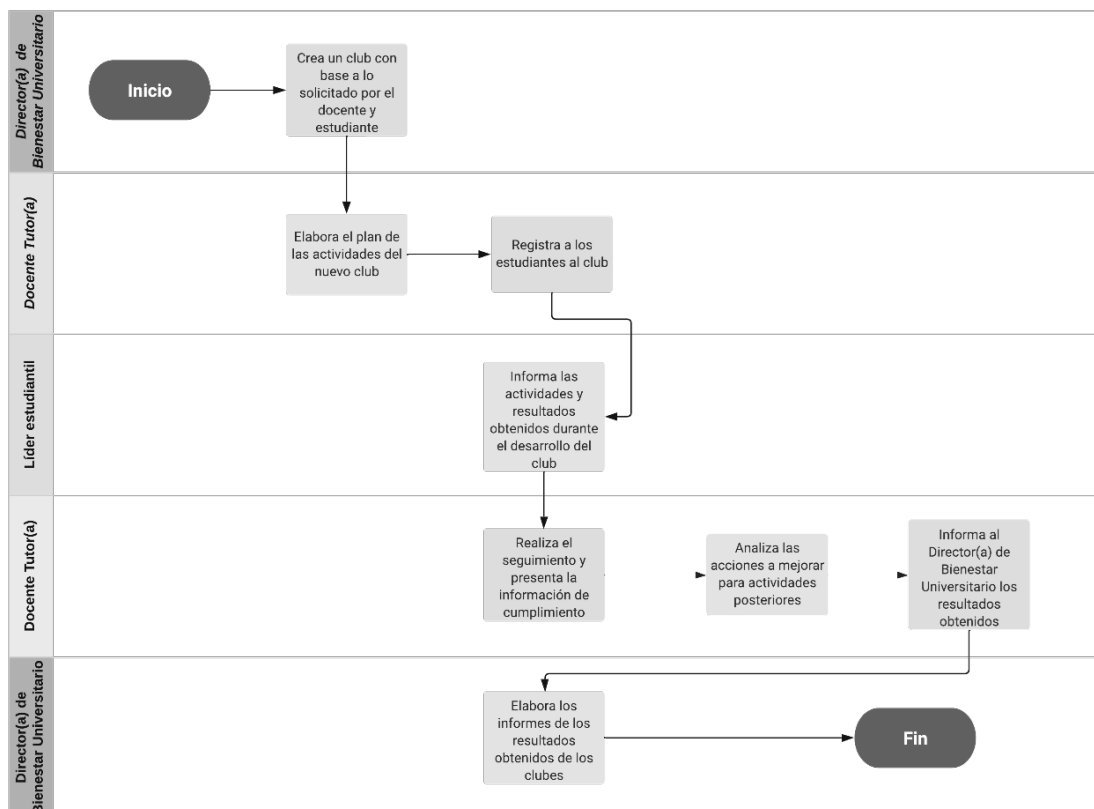 Director(a) de
Bienestar Universitario
Inicio
Crea un club con
base a lo
solicitado por el
docente y
estudiante
Docente Tutor(a)
Elabora el plan de
las actividades del
nuevo club
Registra a los
estudiantes al club
Líder estudiantil
Informa las
actividades y
resultados
obtenidos durante
el desarrollo del
club
Docente Tutor(a)
Realiza el
seguimiento y
presenta la
información de
cumplimiento
Analiza las
acciones a mejorar
para actividades
posteriores
Informa al
Director(a) de
Bienestar
Universitario los
resultados
obtenidos
Director(a) de
Bienestar Universitario
Elabora los
informes de los
resultados
obtenidos de los
clubes
Fin